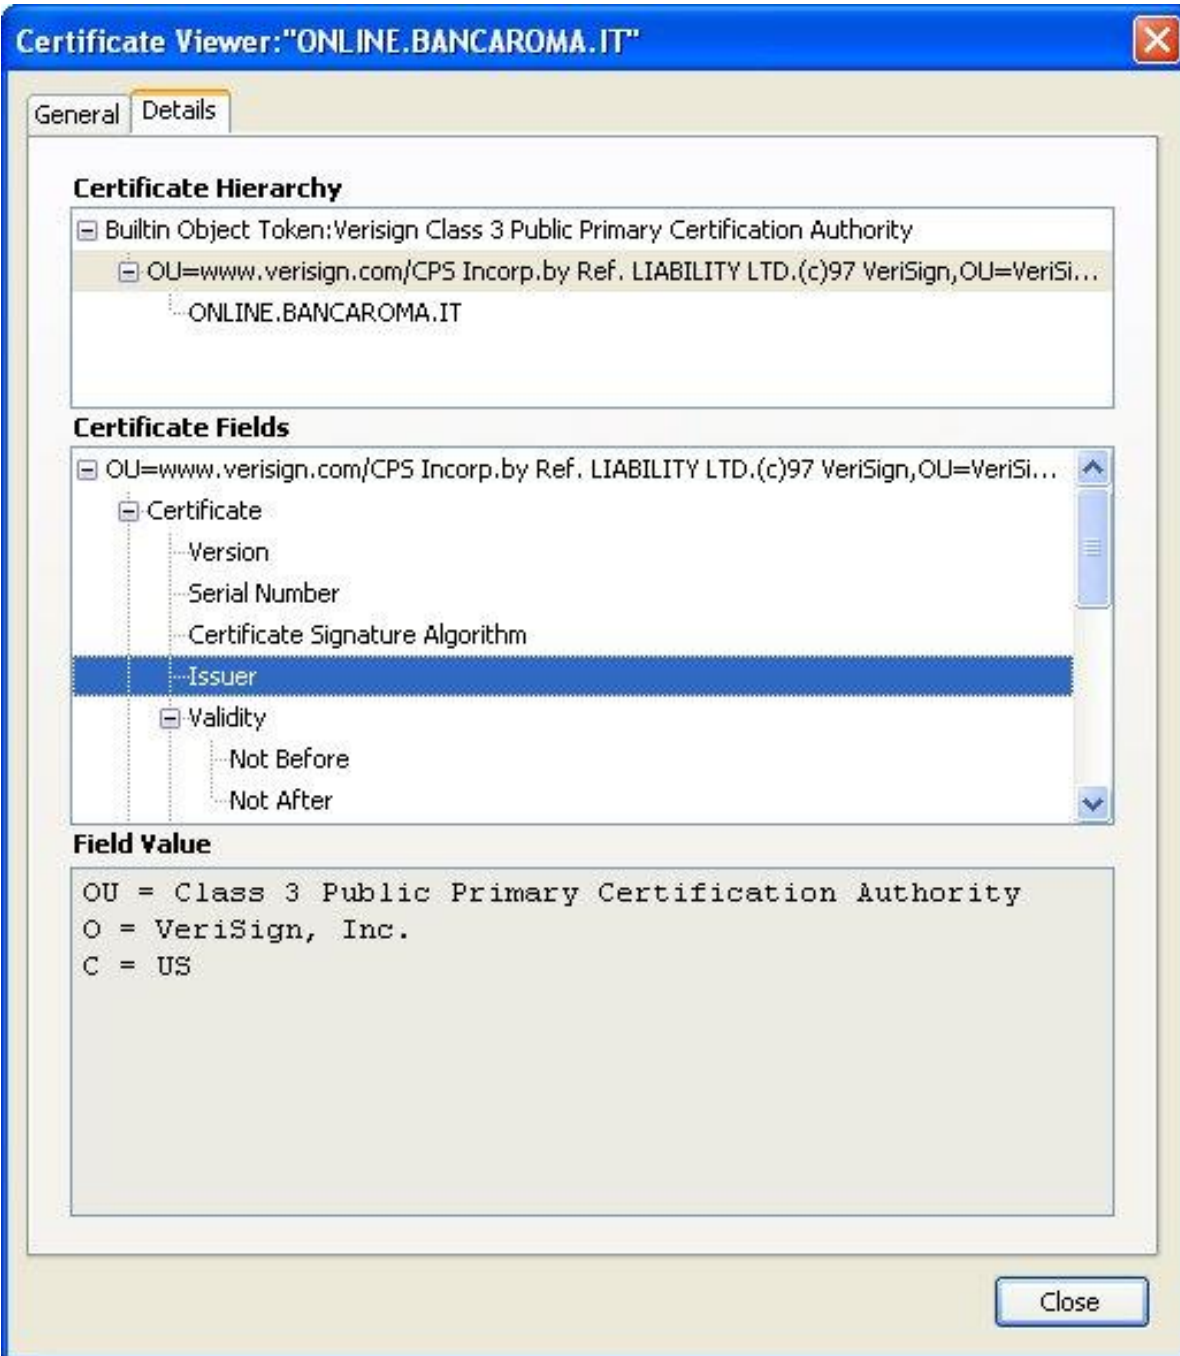 Certificate Viewer:"ONLINE.BANCAROMA.IT"
General Details
Certificate Hierarchy
Builtin Object Token:Verisign Class 3 Public Primary Certification Authority
OU=www.verisign.com/CPS Incorp.by Ref. LIABILITY LTD.(c)97 VeriSign,OU=VeriSi...
ONLINE.BANCAROMA.IT
Certificate Fields
OU=www.verisign.com/CPS Incorp.by Ref. LIABILITY LTD.(c)97 VeriSign,OU=VeriSi...
Certificate
Version
Serial Number
Certificate Signature Algorithm
Issuer
Validity
Not Before
Not After
Field Value
OU = Class 3 Public Primary Certification Authority
O = VeriSign, Inc.
C = US
Close